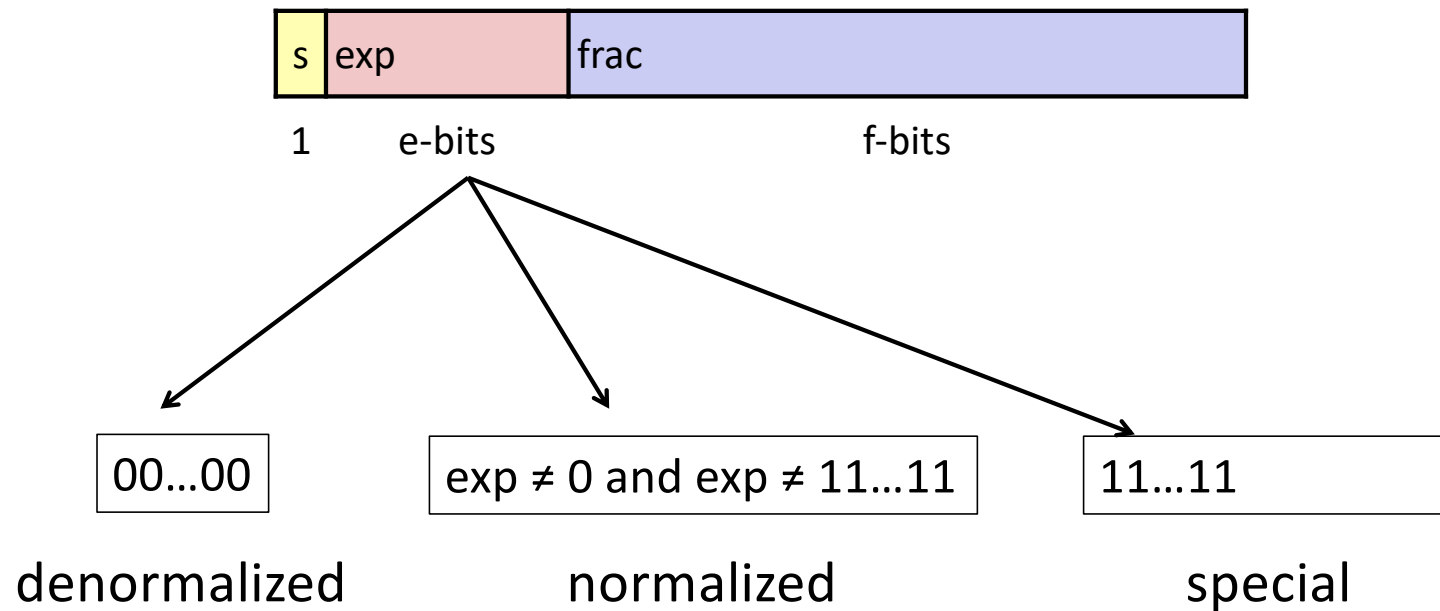 s exp frac
1 e-bits f-bits
00…00 exp ≠ 0 and exp ≠ 11…11 11…11
denormalized normalized special